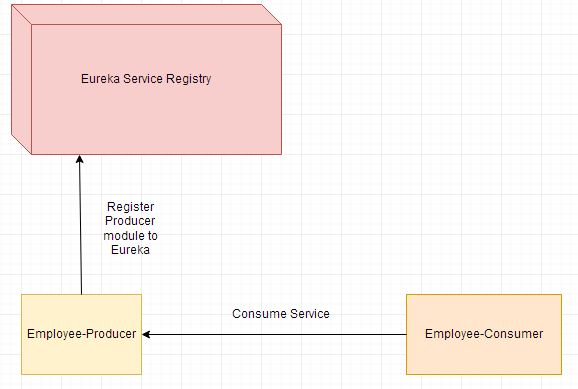 Eureka Service Registry
Register
Producer
module to
Eureka
Consume Service
Employee-Producer
Employee-Consumer